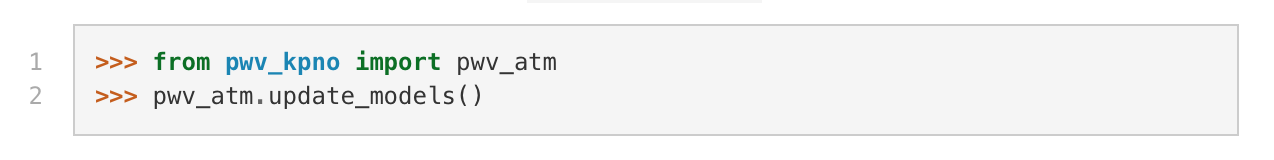 1 >>> from pwv_kpno import pwv_atm
2 >>> pwv_atm.update_models()